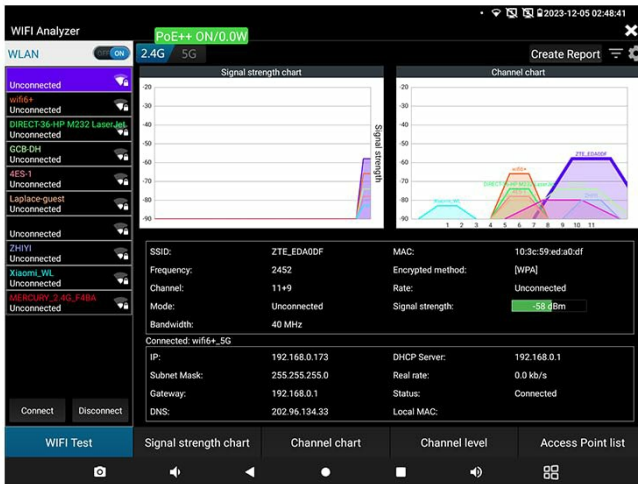 2023-12-05 02:48:41
WIFI Analyzer
PoE++ ON/0.0W
WLAN
OFF ON
2.4G 5G
Create Report
Unconnected
wifi6+
Unconnected
DIRECT-36-HP M232 LaserJet
Unconnected
GCB-DH
Unconnected
4ES-1
Unconnected
Laplace-guest
Unconnected
Unconnected
ZHIYI
Unconnected
Xiaomi_WL
Unconnected
MERCURY_2.4G_F4BA
Unconnected
Connect Disconnect
Signal strength chart
-20
-30
-40
-50
-60
-70
-80
-90
Signal strength
Channel chart
-20
-30
-40
-50
-60
-70
-80
-90
ZTE_EDA0DF
wifi6+
Xiaomi_WL
1 2 3 4 5 6 7 8 9 10 11
SSID: ZTE_EDA0DF MAC: 10:3c:59:ed:a0:df
Frequency: 2452 Encrypted method: [WPA]
Channel: 11+9 Rate: Unconnected
Mode: Unconnected Signal strength: -58 dBm
Bandwidth: 40 MHz
Connected: wifi6+_5G
IP: 192.168.0.173 DHCP Server: 192.168.0.1
Subnet Mask: 255.255.255.0 Real rate: 0.0 kb/s
Gateway: 192.168.0.1 Status: Connected
DNS: 202.96.134.33 Local MAC:
WIFI Test Signal strength chart Channel chart Channel level Access Point list